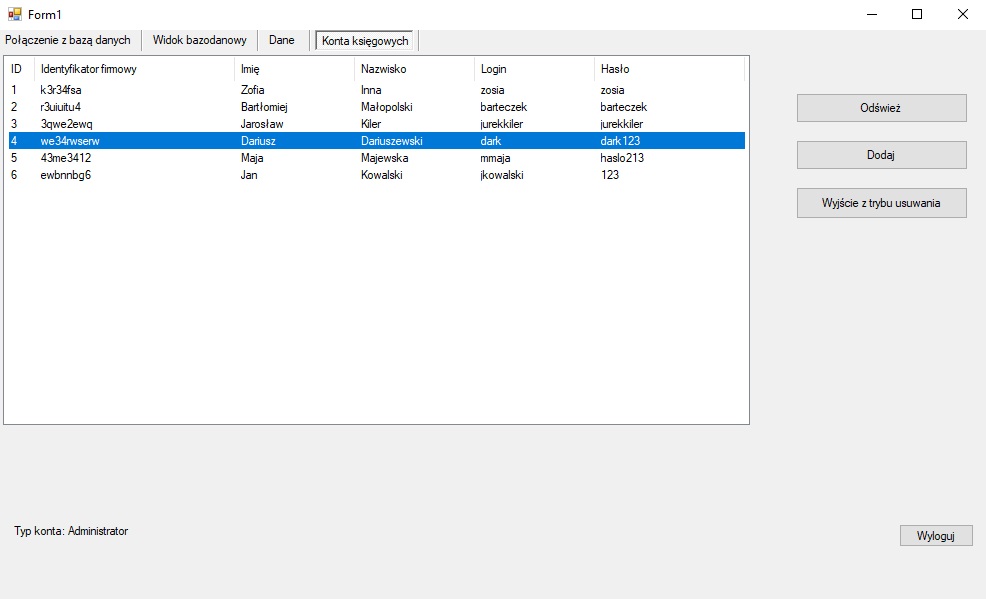 Form1
Połączenie z bazą danych Widok bazodanowy Dane Konta księgowych
ID Identyfikator firmowy Imię Nazwisko Login Hasło
1 k3r34fsa Zofia Inna zosia zosia
2 r3uiuitu4 Bartłomiej Małopolski barteczek barteczek
3 3qwe2ewq Jarosław Kiler jurekkiler jurekkiler
4 we34rwserw Dariusz Dariuszewski dark dark123
5 43me3412 Maja Majewska mmaja haslo213
6 ewbnnbg6 Jan Kowalski jkowalski 123
Odśwież
Dodaj
Wyjście z trybu usuwania
Typ konta: Administrator
Wyloguj